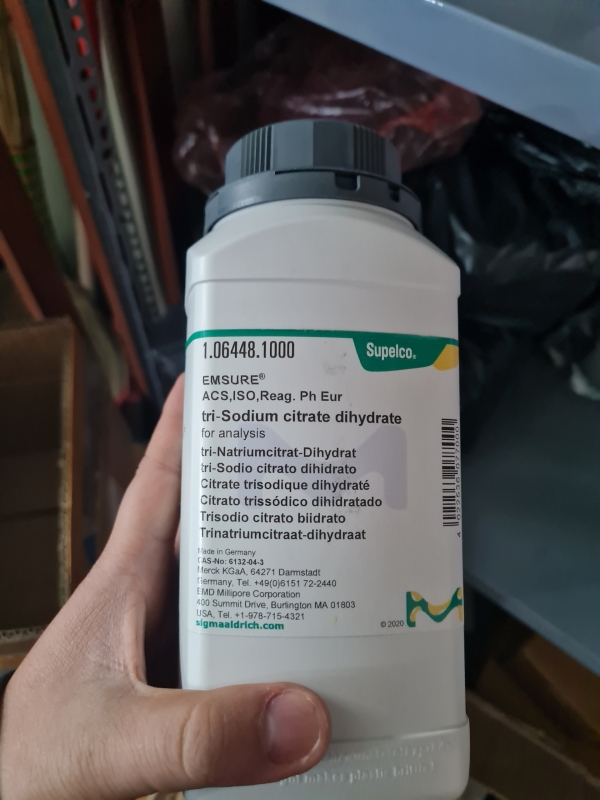 1.06448.1000
Supelco®
EMSURE®
ACS,ISO,Reag. Ph Eur
tri-Sodium citrate dihydrate
for analysis
tri-Natriumcitrat-Dihydrat
tri-Sodio citrato dihidrato
Citrate trisodique dihydraté
Citrato trissódico dihidratado
Trisodio citrato biidrato
Trinatriumcitraat-dihydraat
Made in Germany
CAS-No: 6132-04-3
Merck KGaA, 64271 Darmstadt
Germany, Tel. +49(0)6151 72-2440
EMD Millipore Corporation
400 Summit Drive, Burlington MA 01803
USA, Tel. +1-978-715-4321
sigmaaldrich.com
© 2020